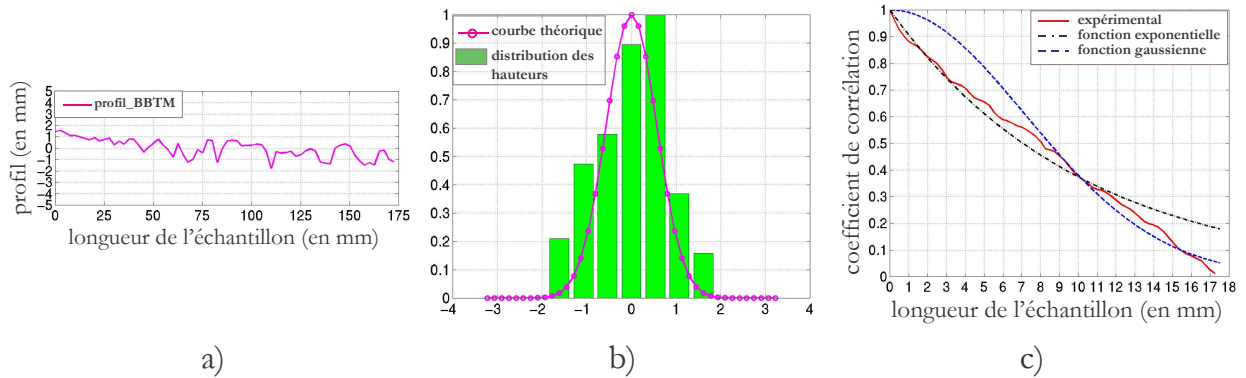 5
4
3
2
1
0
−1
−2
−3
−4
−5
profil (en mm)
profil_BBTM
0 25 50 75 100 125 150 175
longueur de l'échantillon (en mm)
a)
1
0.9
0.8
0.7
0.6
0.5
0.4
0.3
0.2
0.1
0
courbe théorique
distribution des
hauteurs
−4 −3 −2 −1 0 1 2 3 4
b)
1
0.9
0.8
0.7
0.6
0.5
0.4
0.3
0.2
0.1
0
coefficient de corrélation
expérimental
fonction exponentielle
fonction gaussienne
0 1 2 3 4 5 6 7 8 9 10 11 12 13 14 15 16 17 18
longueur de l'échantillon (en mm)
c)